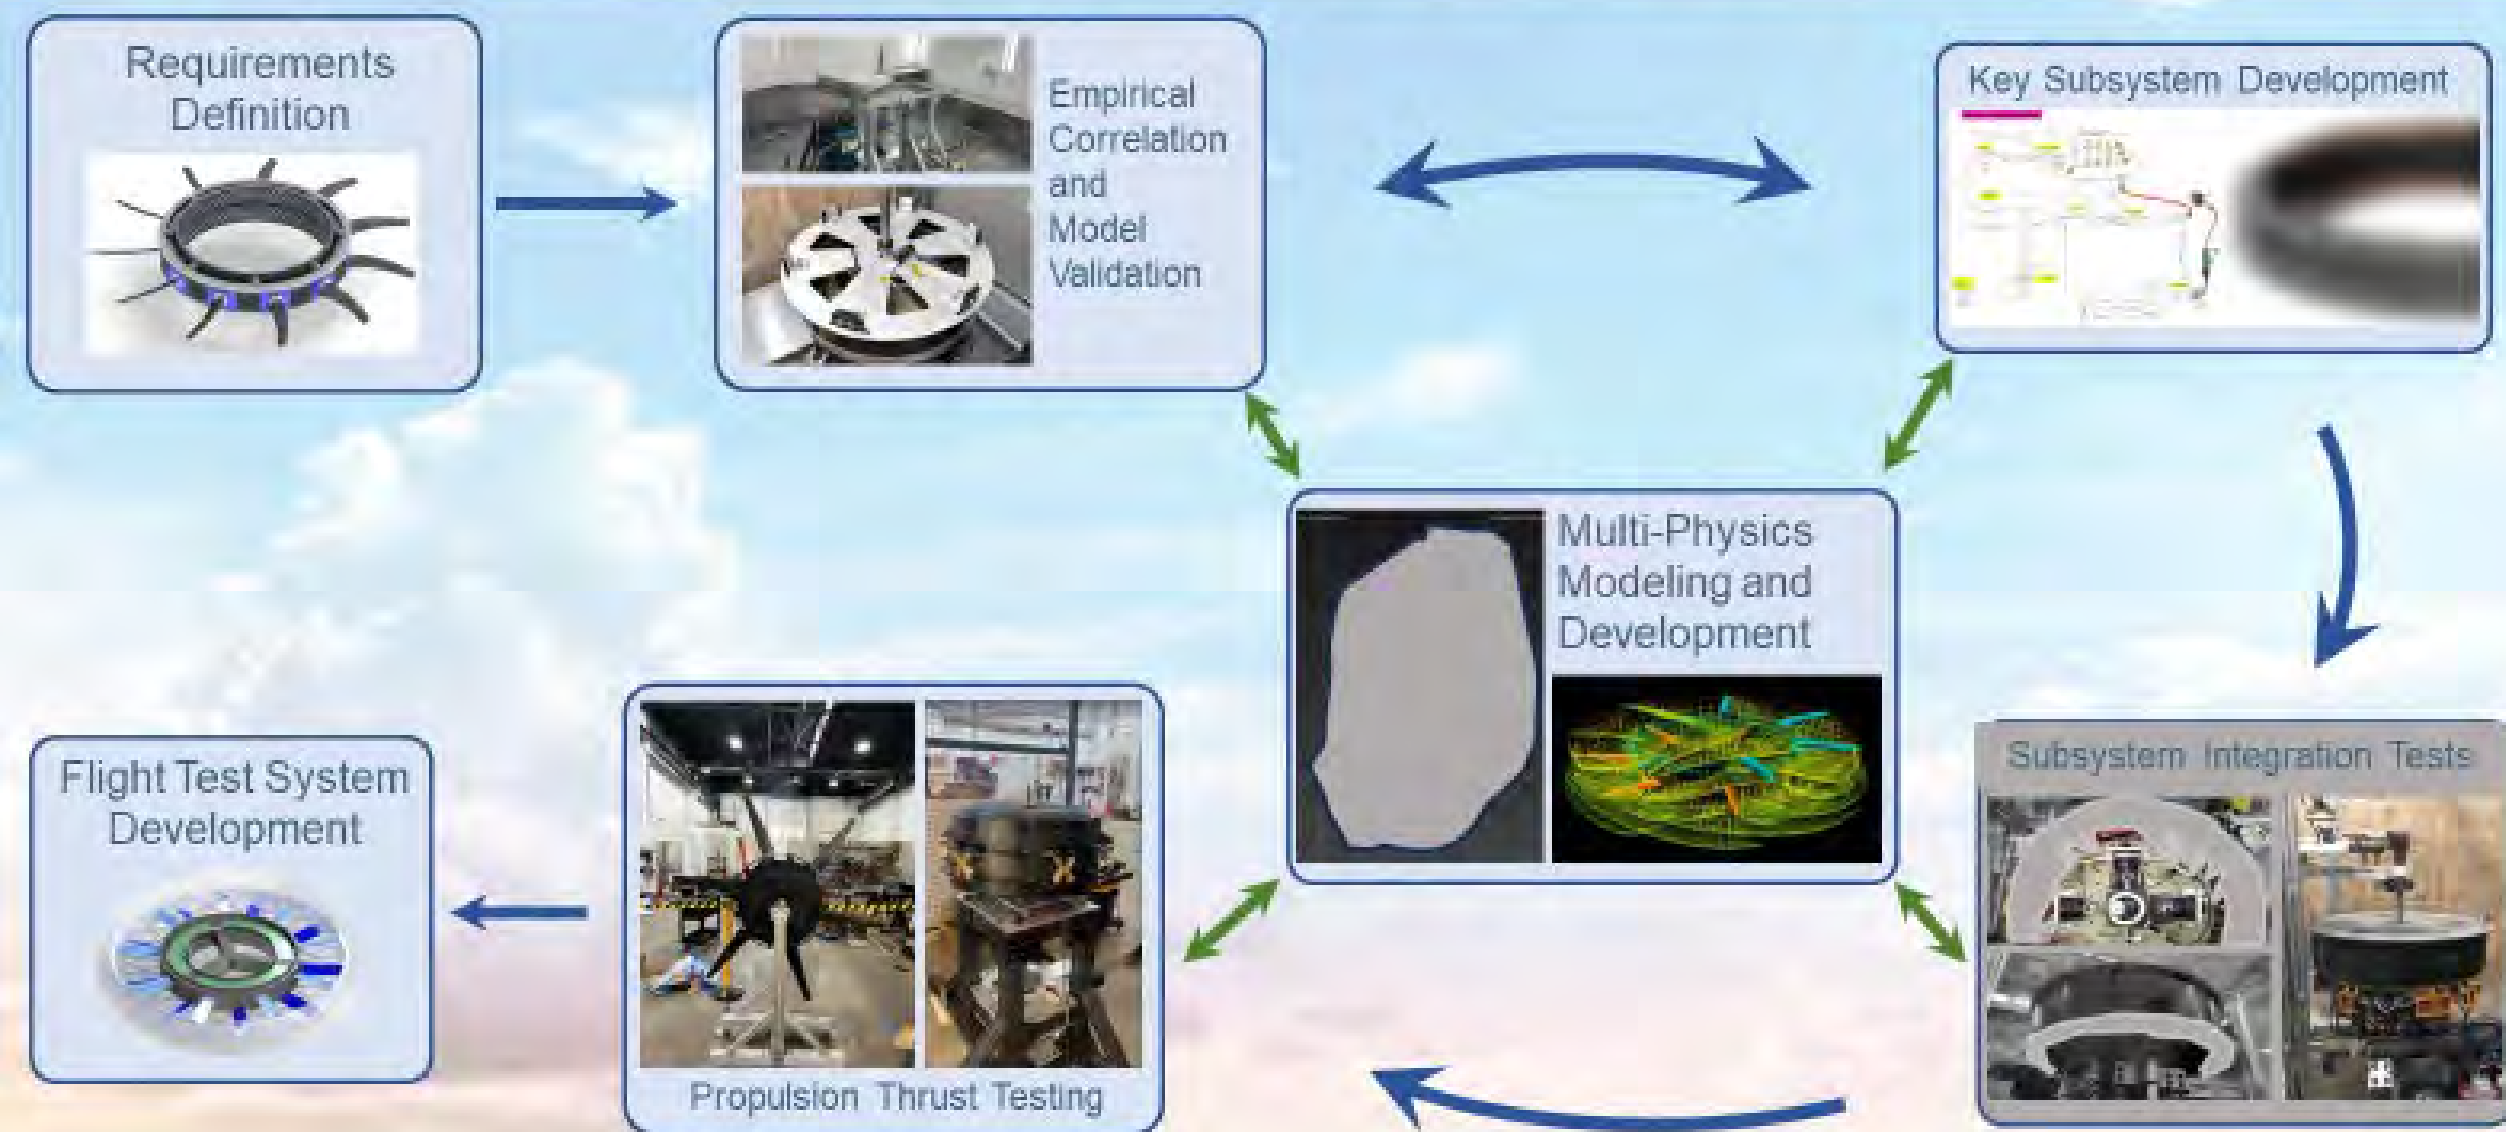 Requirements
Definition
Empirical
Correlation
and
Model
Validation
Key Subsystem Development
Multi-Physics
Modeling and
Development
Subsystem Integration Tests
Propulsion Thrust Testing
Flight Test System
Development